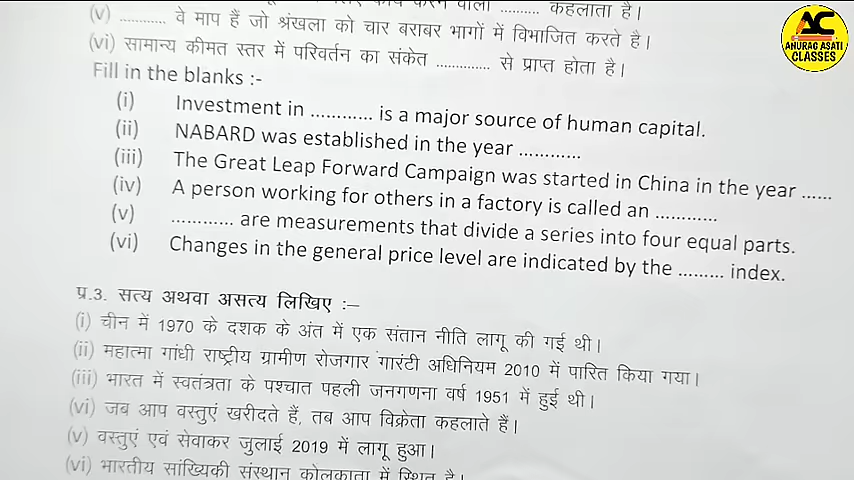 कहलाता है।
(v) ............ वे माप हैं जो श्रंखला को चार बराबर भागों में विभाजित करते है।
(vi) सामान्य कीमत स्तर में परिवर्तन का संकेत ............. से प्राप्त होता है।
Fill in the blanks :-
(i) Investment in ............ is a major source of human capital.
(ii) NABARD was established in the year ............
(iii) The Great Leap Forward Campaign was started in China in the year ......
(iv) A person working for others in a factory is called an ............
(v) ............ are measurements that divide a series into four equal parts.
(vi) Changes in the general price level are indicated by the ......... index.
प्र.3. सत्य अथवा असत्य लिखिए :–
(i) चीन में 1970 के दशक के अंत में एक संतान नीति लागू की गई थी।
(ii) महात्मा गांधी राष्ट्रीय ग्रामीण रोजगार गारंटी अधिनियम 2010 में पारित किया गया।
(iii) भारत में स्वतंत्रता के पश्चात पहली जनगणना वर्ष 1951 में हुई थी।
(vi) जब आप वस्तुएं खरीदते हैं, तब आप विक्रेता कहलाते हैं।
(v) वस्तुएं एवं सेवाकर जुलाई 2019 में लागू हुआ।
(vi) भारतीय सांख्यिकी संस्थान कोलकाता में स्थित है।
AC
ANURAG ASATI
CLASSES